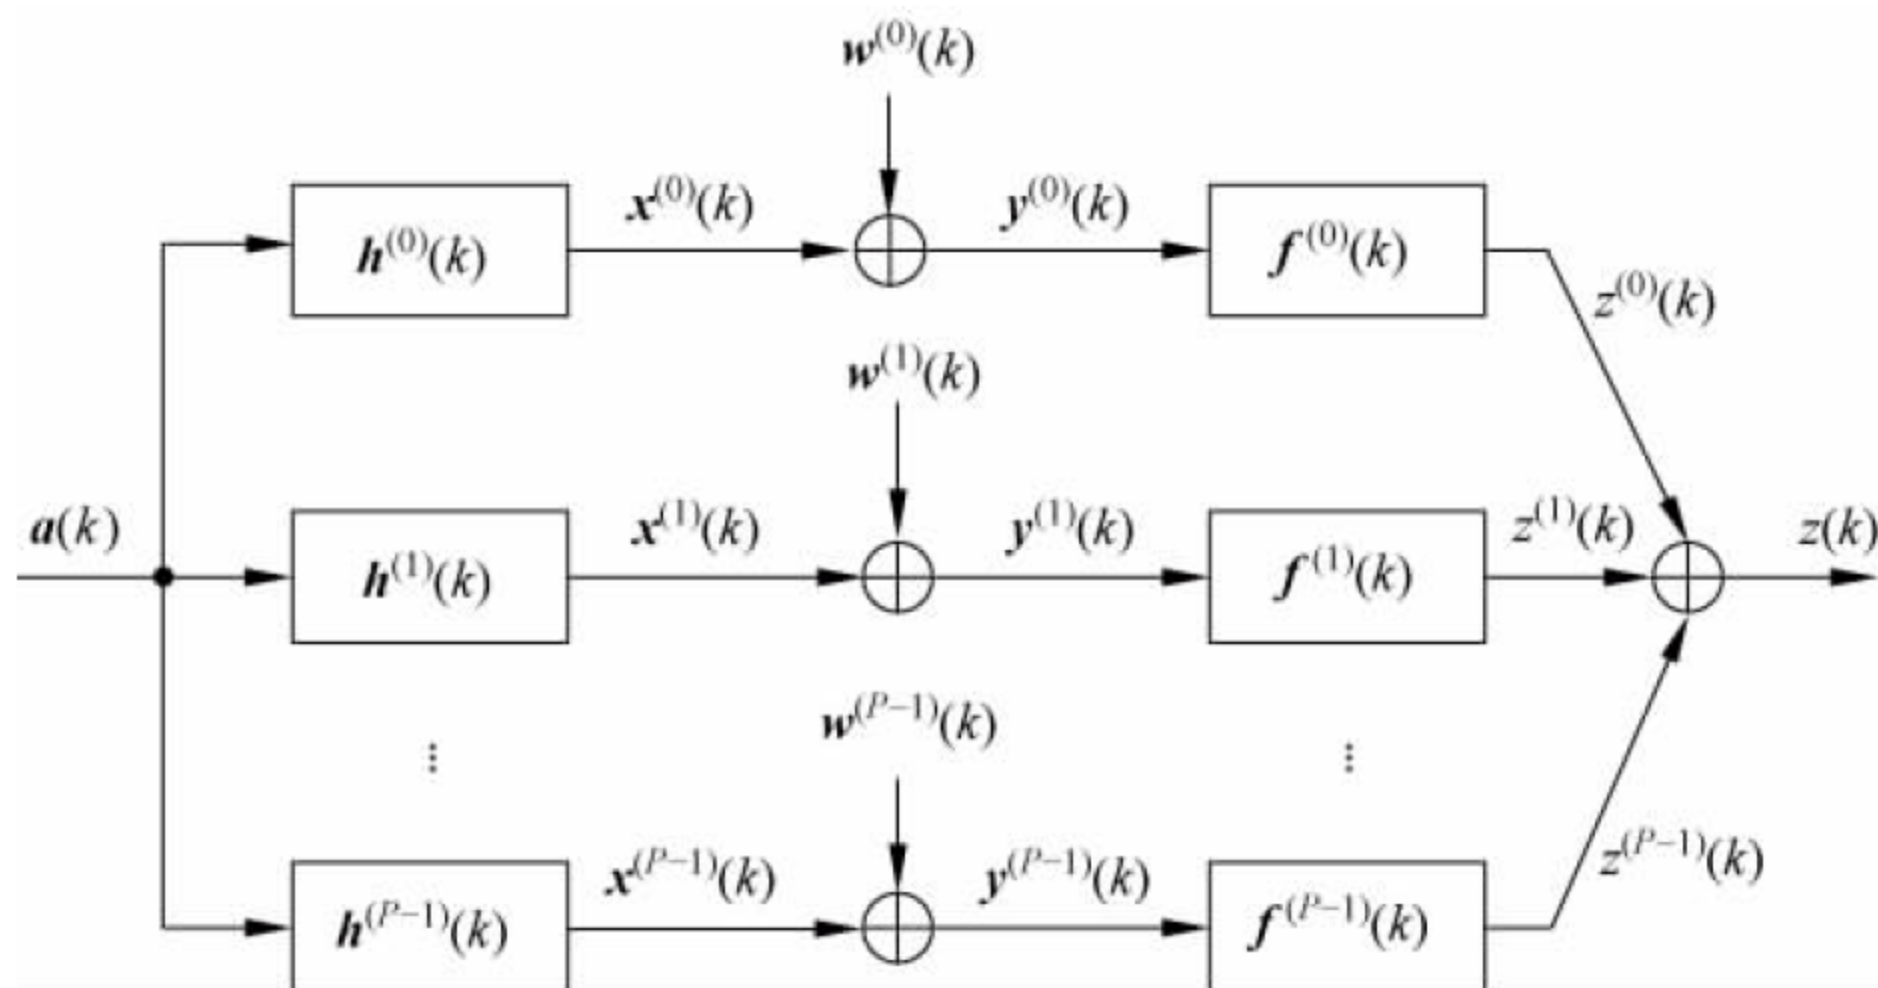 w^(0)(k)
h^(0)(k) x^(0)(k) y^(0)(k) f^(0)(k)
z^(0)(k)
w^(1)(k)
a(k) h^(1)(k) x^(1)(k) y^(1)(k) f^(1)(k) z^(1)(k) z(k)
w^(P−1)(k)
⋮ ⋮
h^(P−1)(k) x^(P−1)(k) y^(P−1)(k) f^(P−1)(k) z^(P−1)(k)